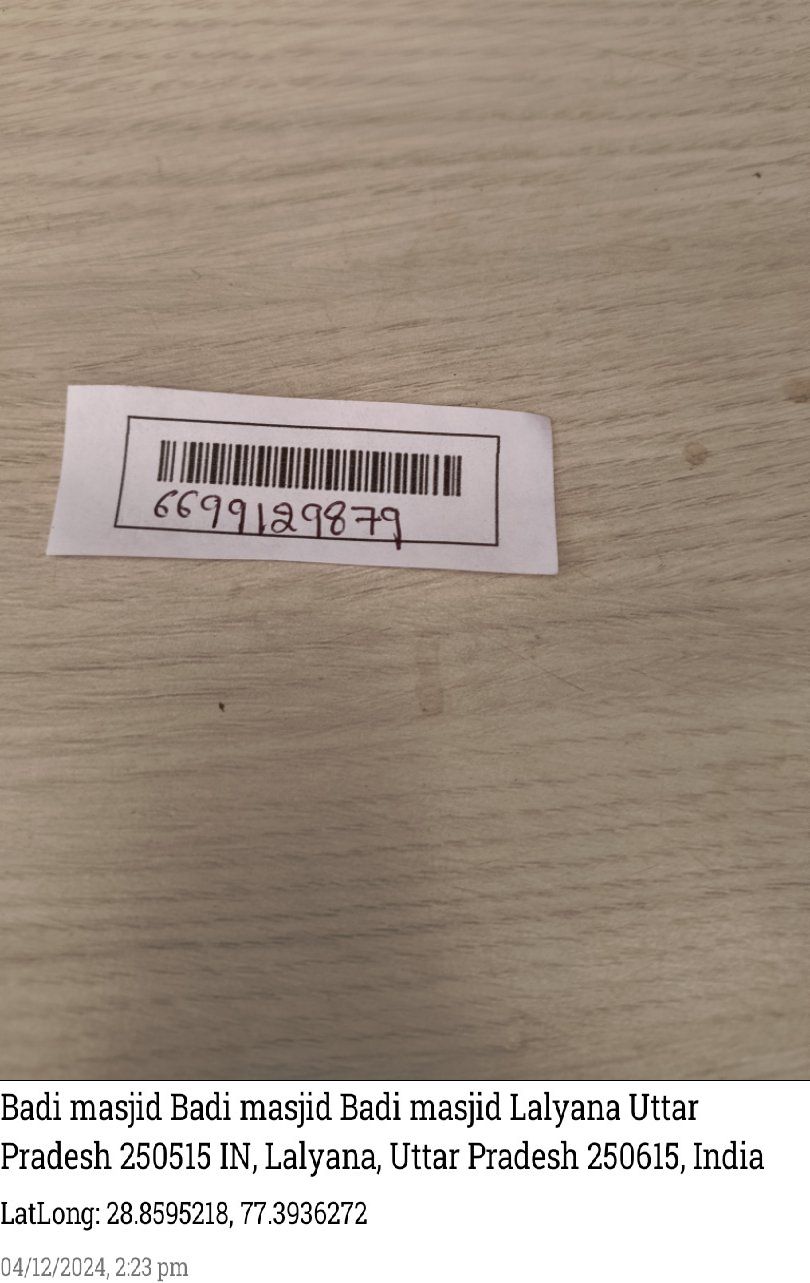 6699129879
Badi masjid Badi masjid Badi masjid Lalyana Uttar
Pradesh 250515 IN, Lalyana, Uttar Pradesh 250615, India
LatLong: 28.8595218, 77.3936272
04/12/2024, 2:23 pm